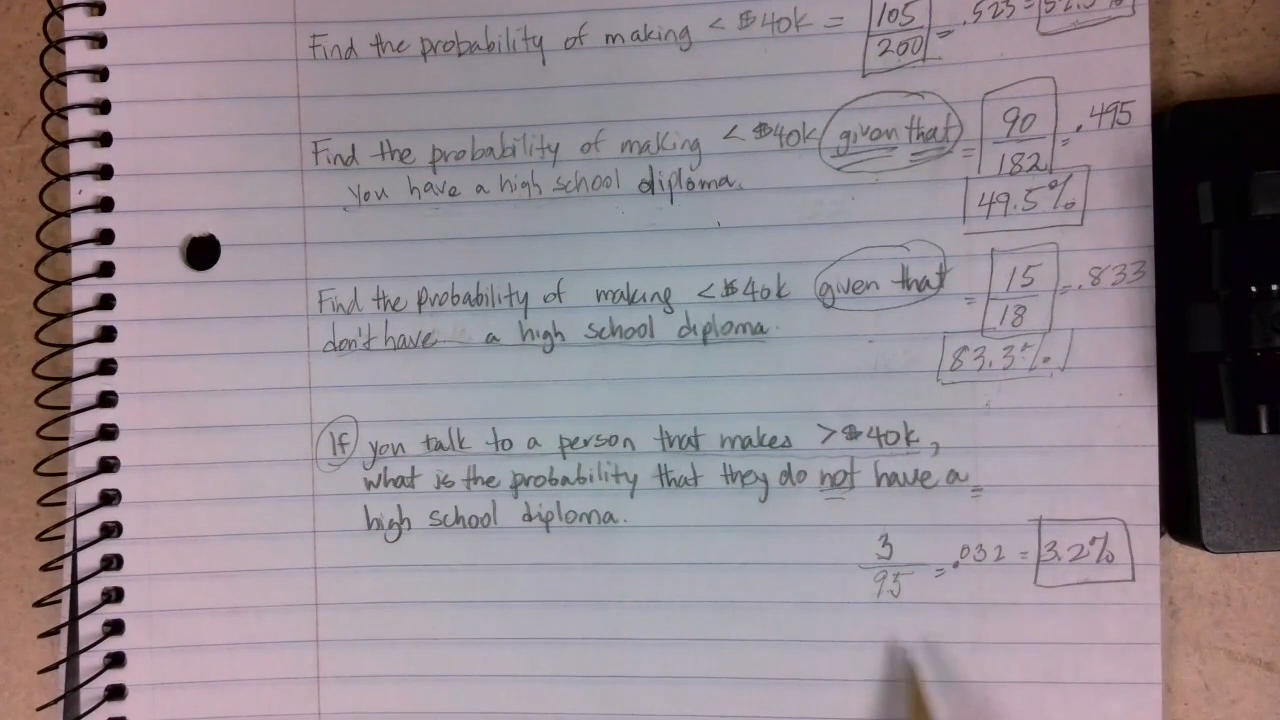 Find the probability of making < $40k = 105/200 = .523 =
Find the probability of making < $40k given that = 90/182 = .495
you have a high school diploma. 49.5%
Find the probability of making < $40k given that = 15/18 = .833
don't have a high school diploma. 83.3%
If you talk to a person that makes > $40k,
what is the probability that they do not have a
high school diploma.
3/95 = .032 = 3.2%